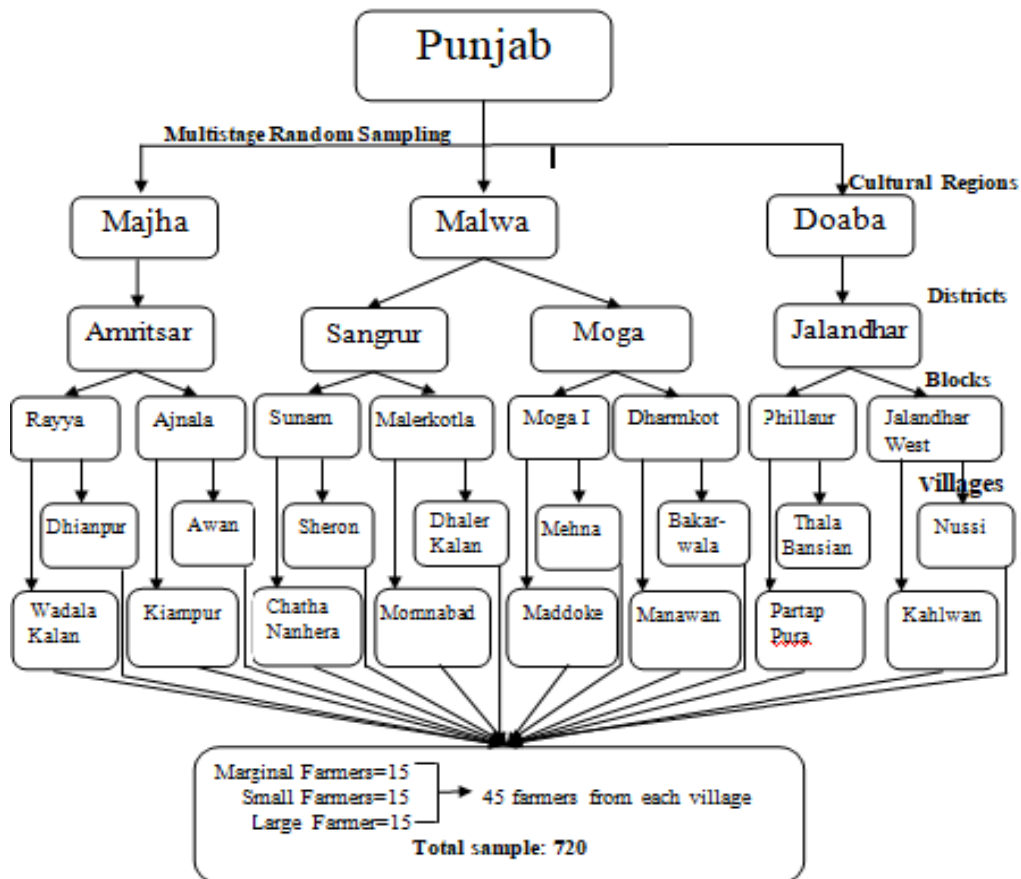 Punjab
Multistage Random Sampling
Cultural Regions
Majha
Malwa
Doaba
Districts
Amritsar
Sangrur
Moga
Jalandhar
Blocks
Rayya
Ajnala
Sunam
Malerkotla
Moga I
Dharmkot
Phillaur
Jalandhar
West
Villages
Dhianpur
Awan
Sheron
Dhaler
Kalan
Mehna
Bakar-
wala
Thala
Bansian
Nussi
Wadala
Kalan
Kiampur
Chatha
Nanhera
Momnabad
Maddoke
Manawan
Partap
Pura
Kahlwan
Marginal Farmers=15
Small Farmers=15
Large Farmer=15
45 farmers from each village
Total sample: 720